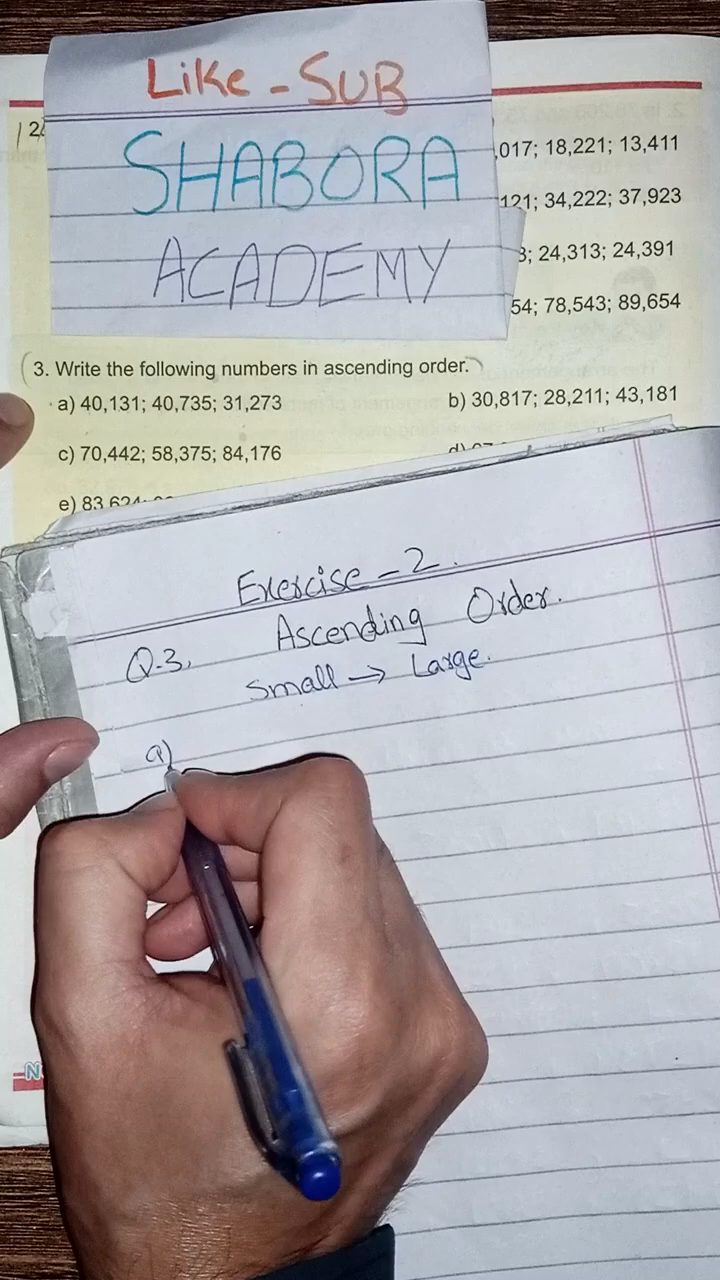 Like - SUB
SHABORA
ACADEMY
2
,017; 18,221; 13,411
121; 34,222; 37,923
3; 24,313; 24,391
54; 78,543; 89,654
3. Write the following numbers in ascending order.
a) 40,131; 40,735; 31,273 b) 30,817; 28,211; 43,181
c) 70,442; 58,375; 84,176
e) 83,624;
Exercise - 2.
Q.3. Ascending Order.
Small → Large.
a)
N